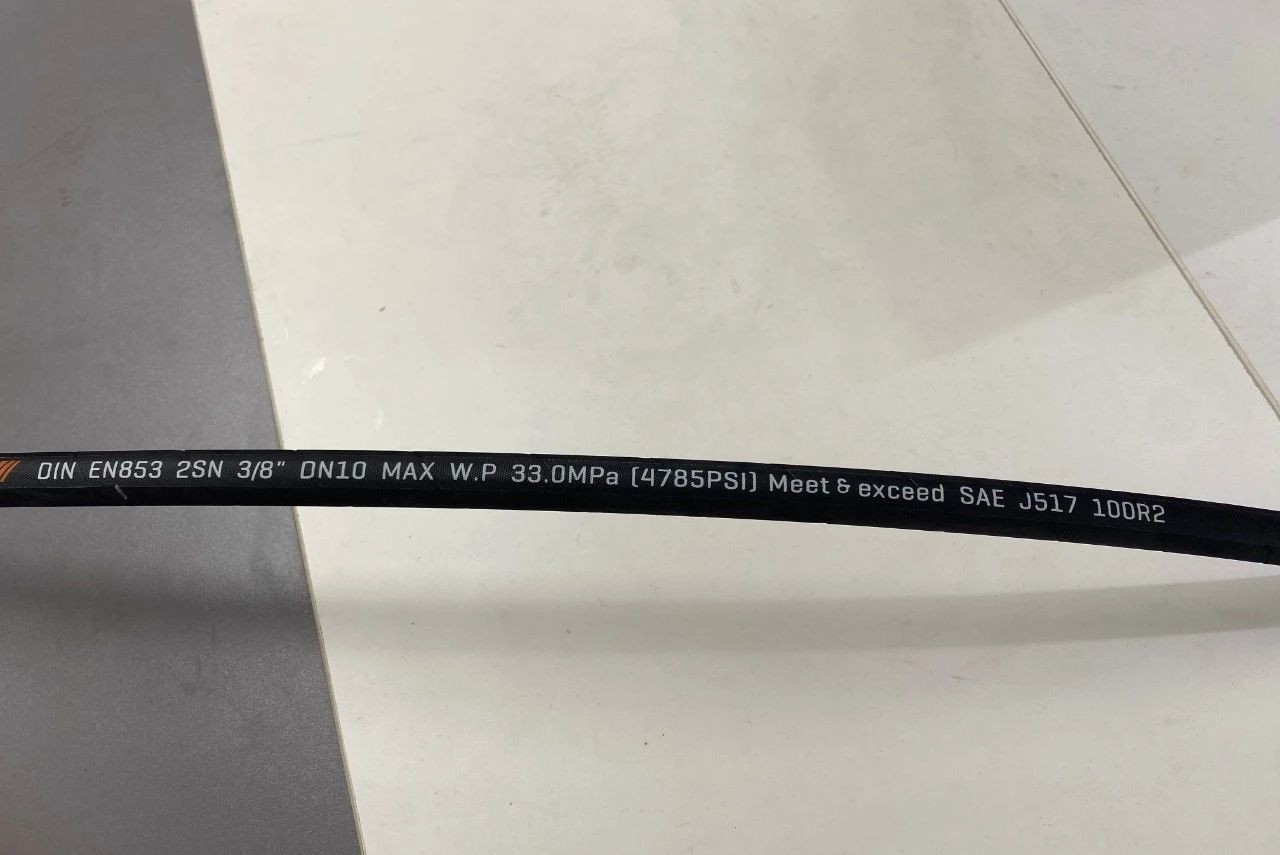 DIN EN853 2SN 3/8" DN10 MAX W.P 33.0MPa (4785PSI) Meet & exceed SAE J517 100R2